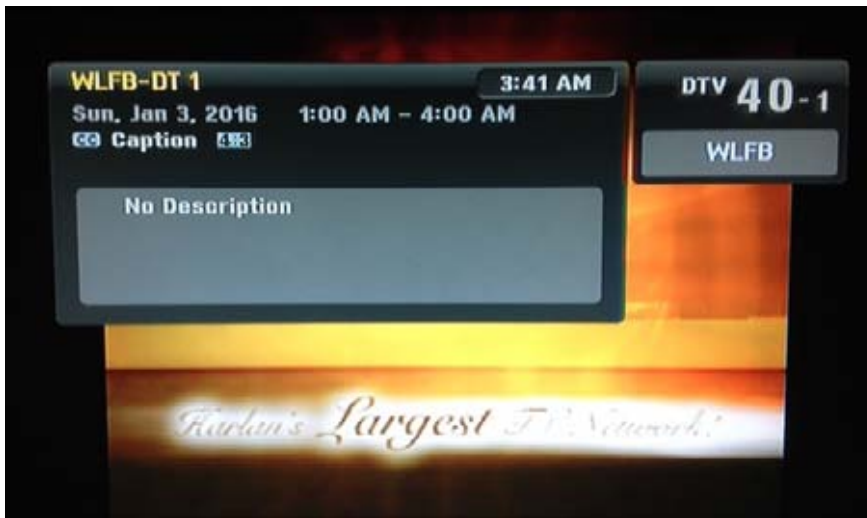 WLFB-DT 1
3:41 AM
Sun, Jan 3, 2016 1:00 AM - 4:00 AM
CC Caption 4:3
No Description
DTV 40-1
WLFB
Harlan's Largest TV Network!